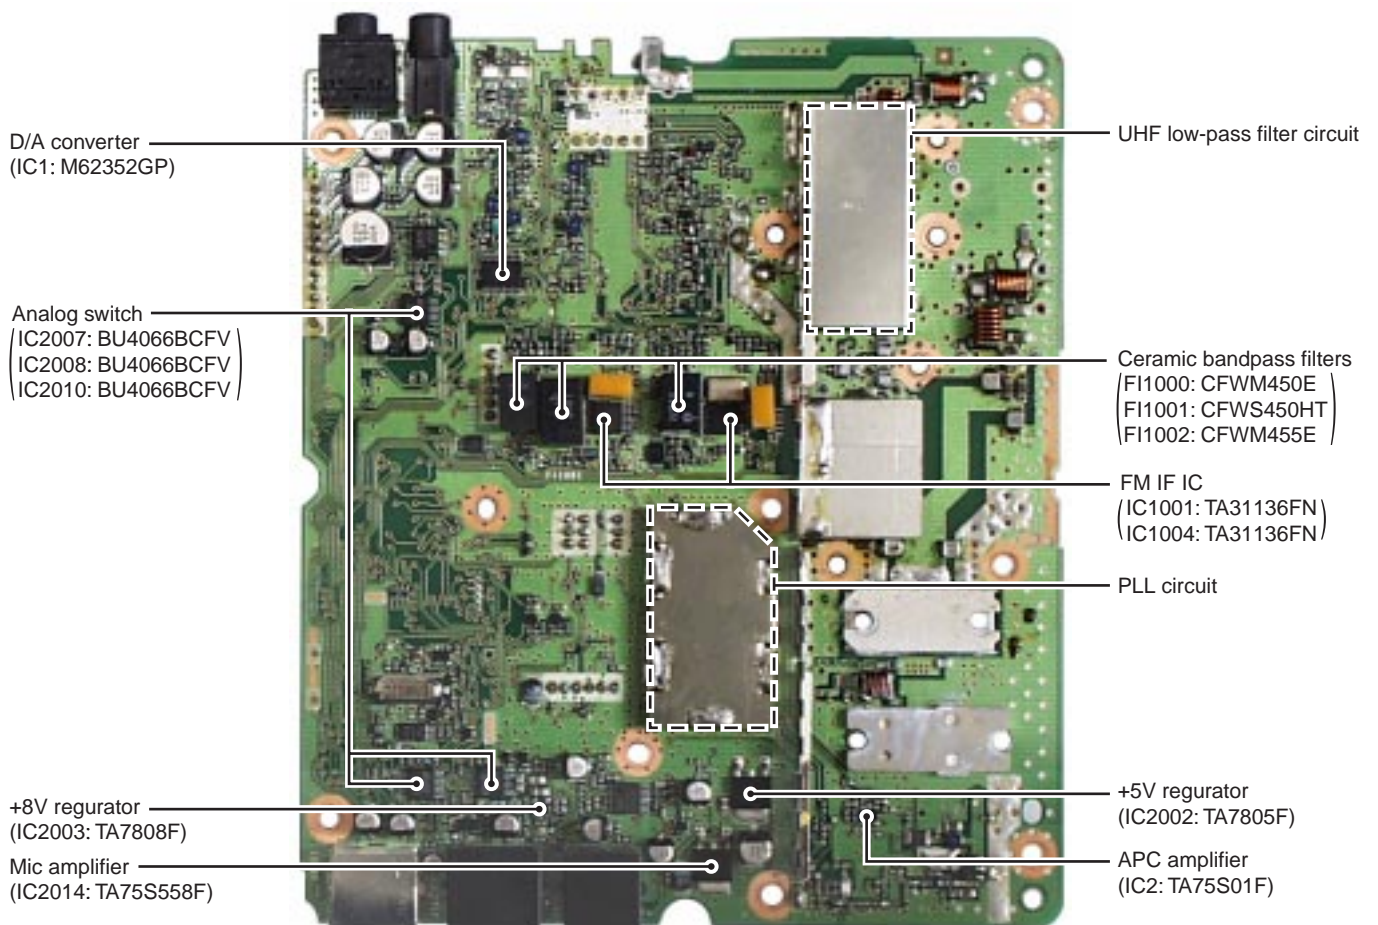 D/A converter
(IC1: M62352GP)
Analog switch
(IC2007: BU4066BCFV
IC2008: BU4066BCFV
IC2010: BU4066BCFV)
+8V regurator
(IC2003: TA7808F)
Mic amplifier
(IC2014: TA75S558F)
UHF low-pass filter circuit
Ceramic bandpass filters
(FI1000: CFWM450E
FI1001: CFWS450HT
FI1002: CFWM455E)
FM IF IC
(IC1001: TA31136FN
IC1004: TA31136FN)
PLL circuit
+5V regurator
(IC2002: TA7805F)
APC amplifier
(IC2: TA75S01F)